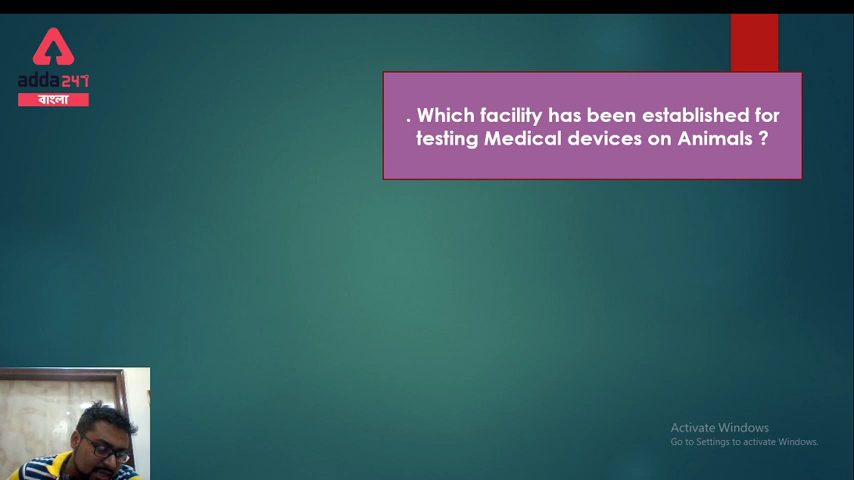 adda247
বাংলা
. Which facility has been established for
testing Medical devices on Animals ?
Activate Windows
Go to Settings to activate Windows.